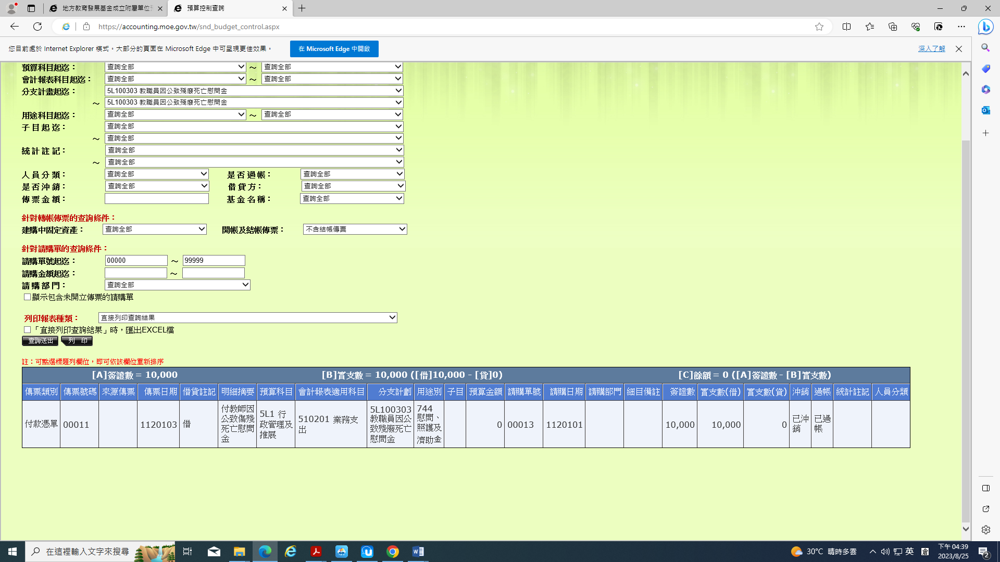 地方教育發展基金成立附屬單位
預算控制查詢
https://accounting.moe.gov.tw/snd_budget_control.aspx
您目前處於 Internet Explorer 模式。大部分的頁面在 Microsoft Edge 中可呈現更佳效果。 在 Microsoft Edge 中開啟 深入了解
預算科目起迄： 查詢全部 ～ 查詢全部
會計報表科目起迄： 查詢全部 ～ 查詢全部
分支計畫起迄： 5L100303 教職員因公致殘廢死亡慰問金
～ 5L100303 教職員因公致殘廢死亡慰問金
用途科目起迄： 查詢全部 ～ 查詢全部
子目起迄： 查詢全部
～ 查詢全部
統計註記： 查詢全部
～ 查詢全部
人員分類： 查詢全部 是否過帳： 查詢全部
是否沖銷： 查詢全部 借貸方： 查詢全部
傳票金額： 基金名稱： 查詢全部
針對轉帳傳票的查詢條件：
建購中固定資產： 查詢全部 開帳及結帳傳票： 不含結帳傳票
針對請購單的查詢條件：
請購單號起迄： 00000 ～ 99999
請購金額起迄： ～
請購部門： 查詢全部
顯示包含未開立傳票的請購單
列印報表種類： 直接列印查詢結果
「直接列印查詢結果」時，匯出EXCEL檔
查詢送出 列 印
註：可點選標題列欄位，即可依該欄位重新排序
[A]簽證數 = 10,000 [B]實支數 = 10,000 ([借]10,000 - [貸]0) [C]餘額 = 0 ([A]簽證數 - [B]實支數)
傳票類別 傳票號碼 來源傳票 傳票日期 借貸註記 明細摘要 預算科目 會計報表適用科目 分支計劃 用途別 子目 預算金額 請購單號 請購日期 請購部門 細目備註 簽證數 實支數(借) 實支數(貸) 沖銷 過帳 統計註記 人員分類
付款憑單 00011 1120103 借 付教師因公致傷殘死亡慰問金 5L1 行政管理及推展 510201 業務支出 5L100303 教職員因公致殘廢死亡慰問金 744 慰問、照護及濟助金 0 00013 1120101 10,000 10,000 0 已沖銷 已過帳
在這裡輸入文字來搜尋 30°C 晴時多雲 英 倉 下午 04:39
2023/8/25 2